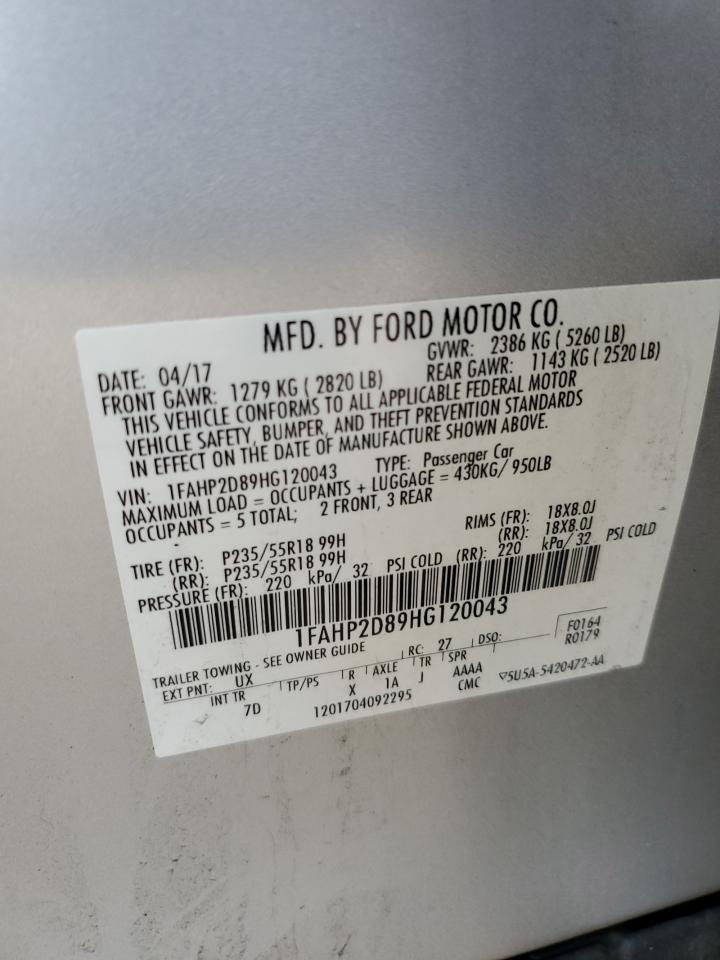 MFD. BY FORD MOTOR CO.
DATE: 04/17 GVWR: 2386 KG ( 5260 LB)
FRONT GAWR: 1279 KG ( 2820 LB) REAR GAWR: 1143 KG ( 2520 LB)
THIS VEHICLE CONFORMS TO ALL APPLICABLE FEDERAL MOTOR
VEHICLE SAFETY, BUMPER, AND THEFT PREVENTION STANDARDS
IN EFFECT ON THE DATE OF MANUFACTURE SHOWN ABOVE.
VIN: 1FAHP2D89HG120043 TYPE: Passenger Car
MAXIMUM LOAD = OCCUPANTS + LUGGAGE = 430KG/ 950LB
OCCUPANTS = 5 TOTAL; 2 FRONT, 3 REAR
TIRE (FR): P235/55R18 99H RIMS (FR): 18X8.0J
(RR): P235/55R18 99H (RR): 18X8.0J
PRESSURE (FR): 220 kPa/ 32 PSI COLD (RR): 220 kPa/ 32 PSI COLD
1FAHP2D89HG120043
TRAILER TOWING - SEE OWNER GUIDE F0164
EXT PNT: UX RC: 27 DSO: R0179
INT TR TP/PS R AXLE TR SPR
7D X 1A J AAAA ▽5U5A-5420472-AA
1201704092295 CMC